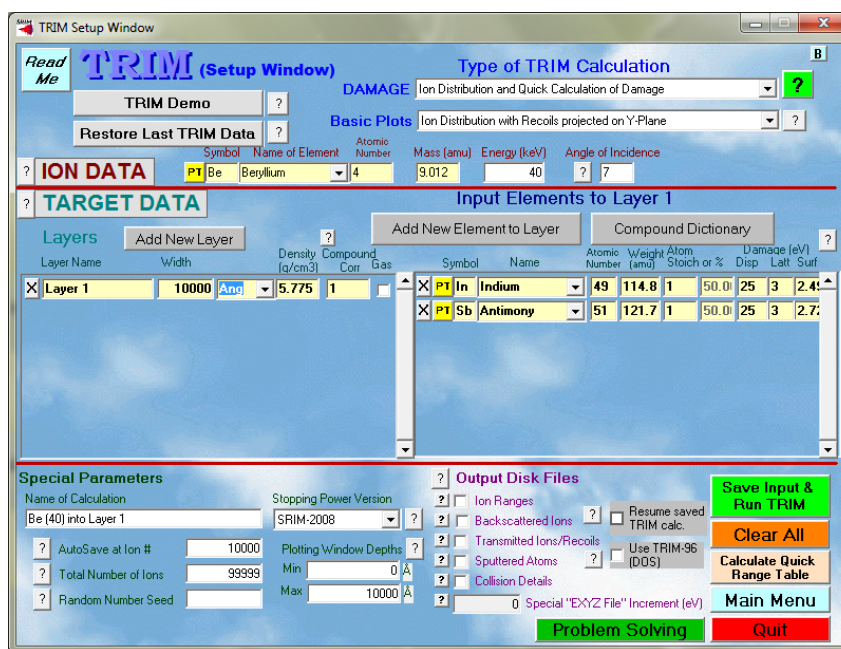 TRIM Setup Window
Read Me
TRIM (Setup Window)
Type of TRIM Calculation
B
DAMAGE Ion Distribution and Quick Calculation of Damage ?
TRIM Demo ?
Basic Plots Ion Distribution with Recoils projected on Y-Plane ?
Restore Last TRIM Data ?
Symbol Name of Element Atomic Number Mass (amu) Energy (keV) Angle of Incidence
? ION DATA PT Be Beryllium 4 9.012 40 ? 7
? TARGET DATA
Input Elements to Layer 1
Layers Add New Layer ?
Add New Element to Layer Compound Dictionary ?
Layer Name Width Density (g/cm3) Compound Corr Gas
Symbol Name Atomic Number Weight (amu) Atom Stoich or % Damage (eV) Disp Latt Surf
X Layer 1 10000 Ang 5.775 1
X PT In Indium 49 114.8 1 50.0 25 3 2.49
X PT Sb Antimony 51 121.7 1 50.0 25 3 2.72
Special Parameters
Name of Calculation Stopping Power Version
Be (40) into Layer 1 SRIM-2008 ?
? AutoSave at Ion # 10000
? Total Number of Ions 99999
? Random Number Seed
Plotting Window Depths ?
Min 0 Å
Max 10000 Å
? Output Disk Files
? Ion Ranges
? Backscattered Ions
? Transmitted Ions/Recoils
? Sputtered Atoms
? Collision Details
? 0 Special "EXYZ File" Increment (eV)
? Resume saved TRIM calc.
? Use TRIM-96 (DOS)
Save Input & Run TRIM
Clear All
Calculate Quick Range Table
Main Menu
Problem Solving
Quit